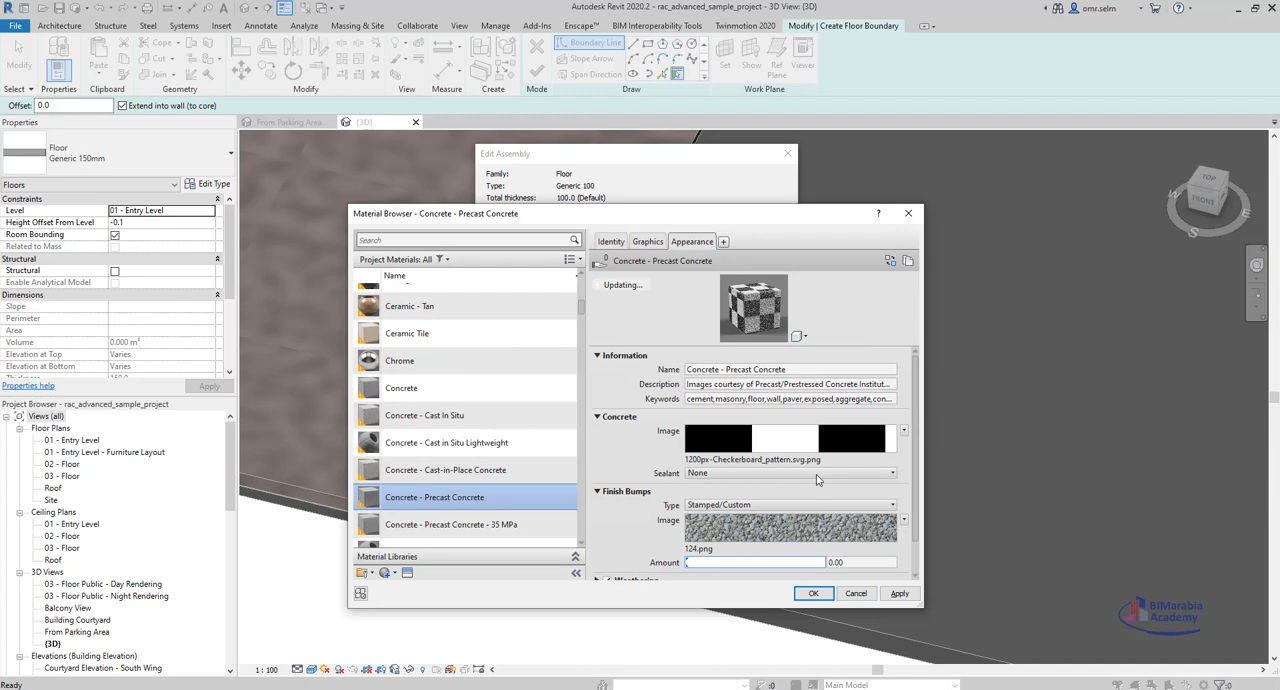 Autodesk Revit 2020.2 - rac_advanced_sample_project - 3D View: {3D}
omr.selim
File Architecture Structure Steel Systems Insert Annotate Analyze Massing & Site Collaborate View Manage Add-Ins Enscape™ BIM Interoperability Tools Twinmotion 2020 Modify | Create Floor Boundary
Modify
Paste
Cope
Cut
Join
Boundary Line
Slope Arrow
Span Direction
Set Show Ref Plane Viewer
Select Properties Clipboard Geometry Modify View Measure Create Mode Draw Work Plane
Offset: 0.0 Extend into wall (to core)
Properties
From Parking Area
{3D}
Floor
Generic 150mm
Floors
Edit Type
Constraints
Level 01 - Entry Level
Height Offset From Level -0.1
Room Bounding
Related to Mass
Structural
Structural
Enable Analytical Model
Dimensions
Slope
Perimeter
Area
Volume 0.000 m³
Elevation at Top Varies
Elevation at Bottom Varies
Properties help
Apply
Project Browser - rac_advanced_sample_project
Views (all)
Floor Plans
01 - Entry Level
01 - Entry Level - Furniture Layout
02 - Floor
03 - Floor
Roof
Site
Ceiling Plans
01 - Entry Level
02 - Floor
03 - Floor
Roof
3D Views
03 - Floor Public - Day Rendering
03 - Floor Public - Night Rendering
Balcony View
Building Courtyard
From Parking Area
{3D}
Elevations (Building Elevation)
Courtyard Elevation - South Wing
Ready
Edit Assembly
Family: Floor
Type: Generic 100
Total thickness: 100.0 (Default)
Material Browser - Concrete - Precast Concrete
?
Search
Project Materials: All
Name
Ceramic - Tan
Ceramic Tile
Chrome
Concrete
Concrete - Cast In Situ
Concrete - Cast in Situ Lightweight
Concrete - Cast-in-Place Concrete
Concrete - Precast Concrete
Concrete - Precast Concrete - 35 MPa
Material Libraries
Identity Graphics Appearance +
0
Concrete - Precast Concrete
Updating...
Information
Name Concrete - Precast Concrete
Description Images courtesy of Precast/Prestressed Concrete Institut...
Keywords cement,masonry,floor,wall,paver,exposed,aggregate,con...
Concrete
Image
1200px-Checkerboard_pattern.svg.png
Sealant None
Finish Bumps
Type Stamped/Custom
Image
124.png
Amount 0.00
OK Cancel Apply
TOP
FRONT
W
S
E
BIMarabia
Academy
1 : 100
:0
Main Model
:0